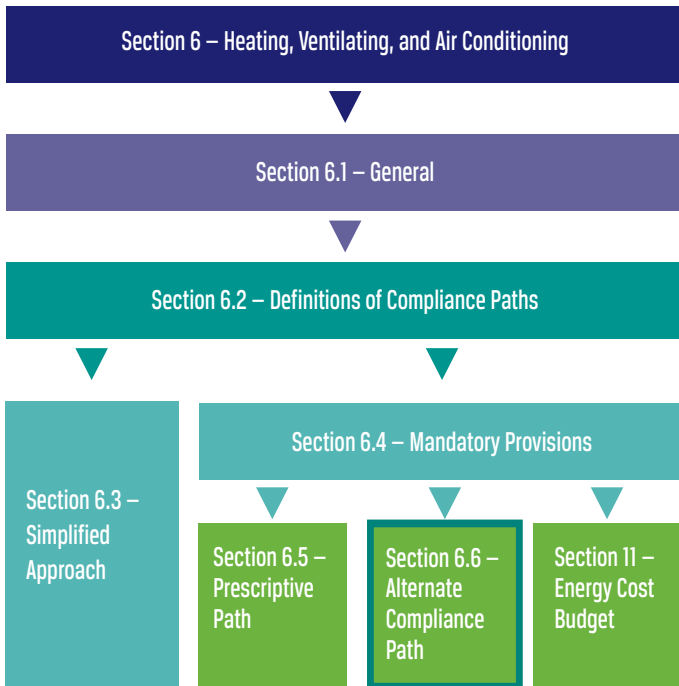 Section 6 – Heating, Ventilating, and Air Conditioning
Section 6.1 – General
Section 6.2 – Definitions of Compliance Paths
Section 6.3 –
Simplified
Approach
Section 6.4 – Mandatory Provisions
Section 6.5 –
Prescriptive
Path
Section 6.6 –
Alternate
Compliance
Path
Section 11 –
Energy Cost
Budget